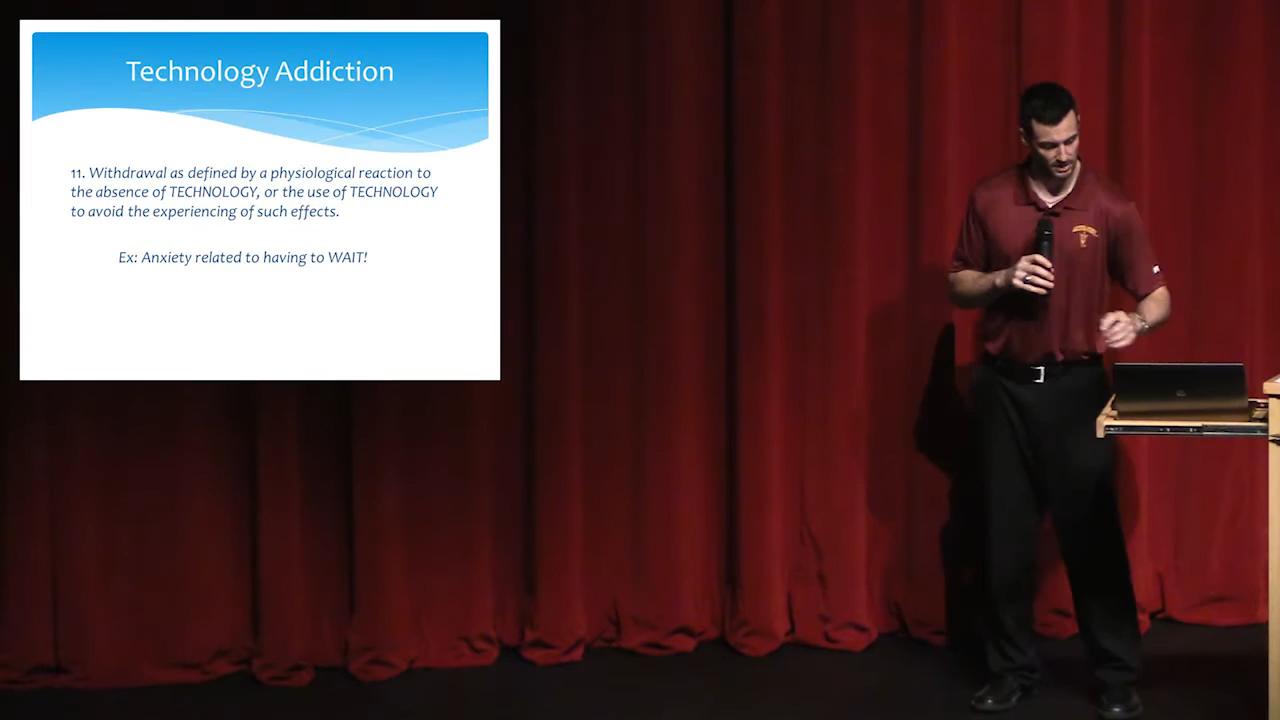 Technology Addiction
11. Withdrawal as defined by a physiological reaction to
the absence of TECHNOLOGY, or the use of TECHNOLOGY
to avoid the experiencing of such effects.
Ex: Anxiety related to having to WAIT!